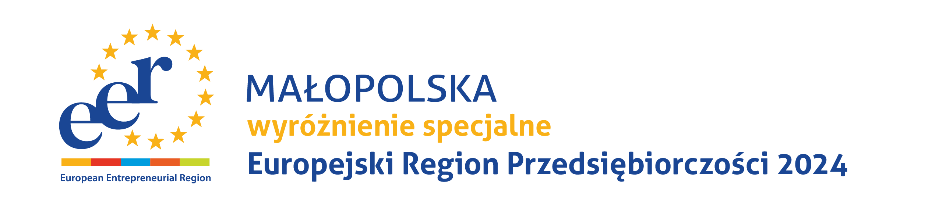 eer
European Entrepreneurial Region
MAŁOPOLSKA
wyróżnienie specjalne
Europejski Region Przedsiębiorczości 2024